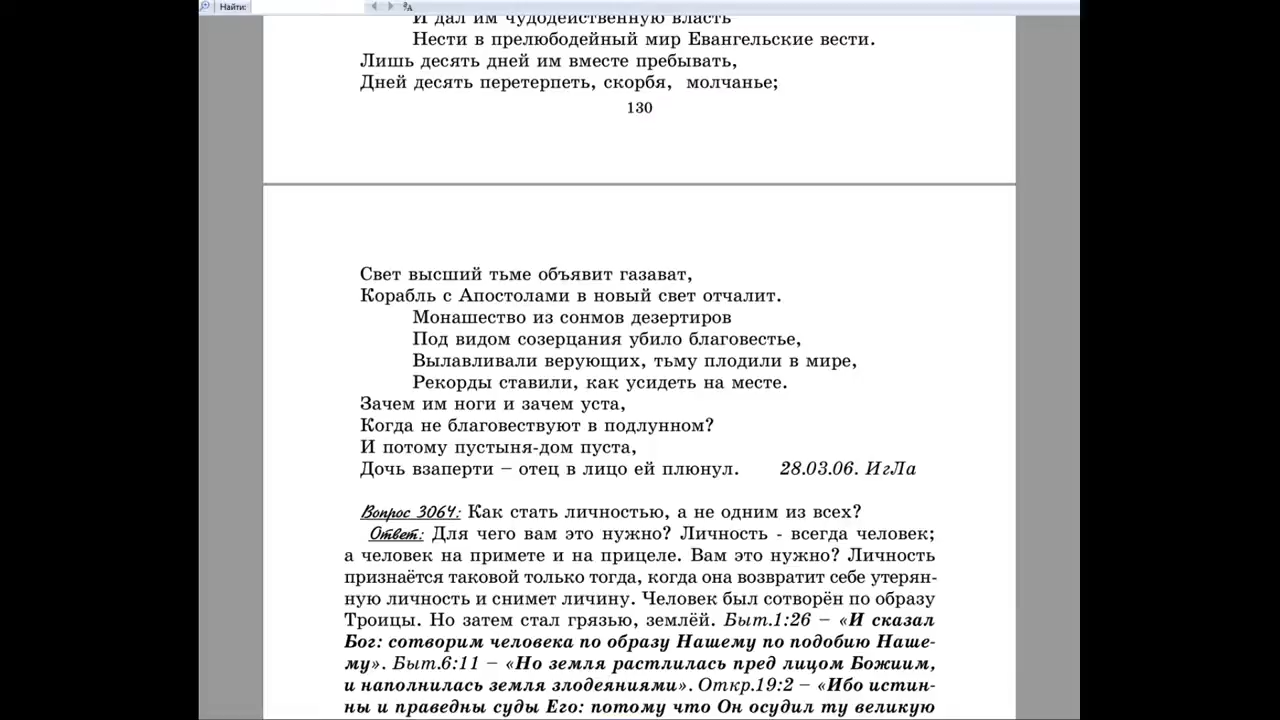 Найти:
И дал им чудодейственную власть
Нести в прелюбодейный мир Евангельские вести.
Лишь десять дней им вместе пребывать,
Дней десять перетерпеть, скорбя, молчанье;
130
Свет высший тьме объявит газават,
Корабль с Апостолами в новый свет отчалит.
Монашество из сонмов дезертиров
Под видом созерцания убило благовестье,
Вылавливали верующих, тьму плодили в мире,
Рекорды ставили, как усидеть на месте.
Зачем им ноги и зачем уста,
Когда не благовествуют в подлунном?
И потому пустыня-дом пуста,
Дочь взаперти – отец в лицо ей плюнул. 28.03.06. ИгЛа
Вопрос 3064: Как стать личностью, а не одним из всех?
Ответ: Для чего вам это нужно? Личность - всегда человек;
а человек на примете и на прицеле. Вам это нужно? Личность
признаётся таковой только тогда, когда она возвратит себе утерян-
ную личность и снимет личину. Человек был сотворён по образу
Троицы. Но затем стал грязью, землёй. Быт.1:26 – «И сказал
Бог: сотворим человека по образу Нашему по подобию Наше-
му». Быт.6:11 – «Но земля растлилась пред лицом Божиим,
и наполнилась земля злодеяниями». Откр.19:2 – «Ибо истин-
ны и праведны суды Его: потому что Он осудил ту великую